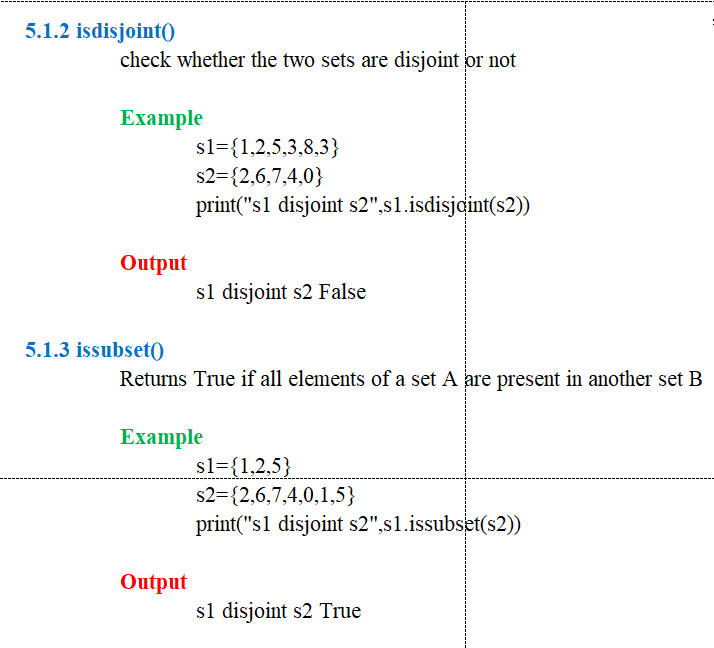 5.1.2 isdisjoint()
check whether the two sets are disjoint or not
Example
s1={1,2,5,3,8,3}
s2={2,6,7,4,0}
print("s1 disjoint s2",s1.isdisjoint(s2))
Output
s1 disjoint s2 False
5.1.3 issubset()
Returns True if all elements of a set A are present in another set B
Example
s1={1,2,5}
s2={2,6,7,4,0,1,5}
print("s1 disjoint s2",s1.issubset(s2))
Output
s1 disjoint s2 True